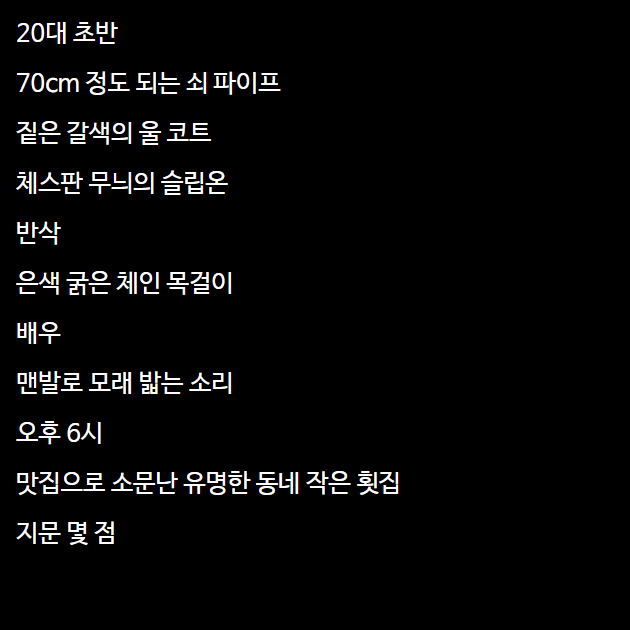 20대 초반
70cm 정도 되는 쇠 파이프
짙은 갈색의 울 코트
체스판 무늬의 슬립온
반삭
은색 굵은 체인 목걸이
배우
맨발로 모래 밟는 소리
오후 6시
맛집으로 소문난 유명한 동네 작은 횟집
지문 몇 점